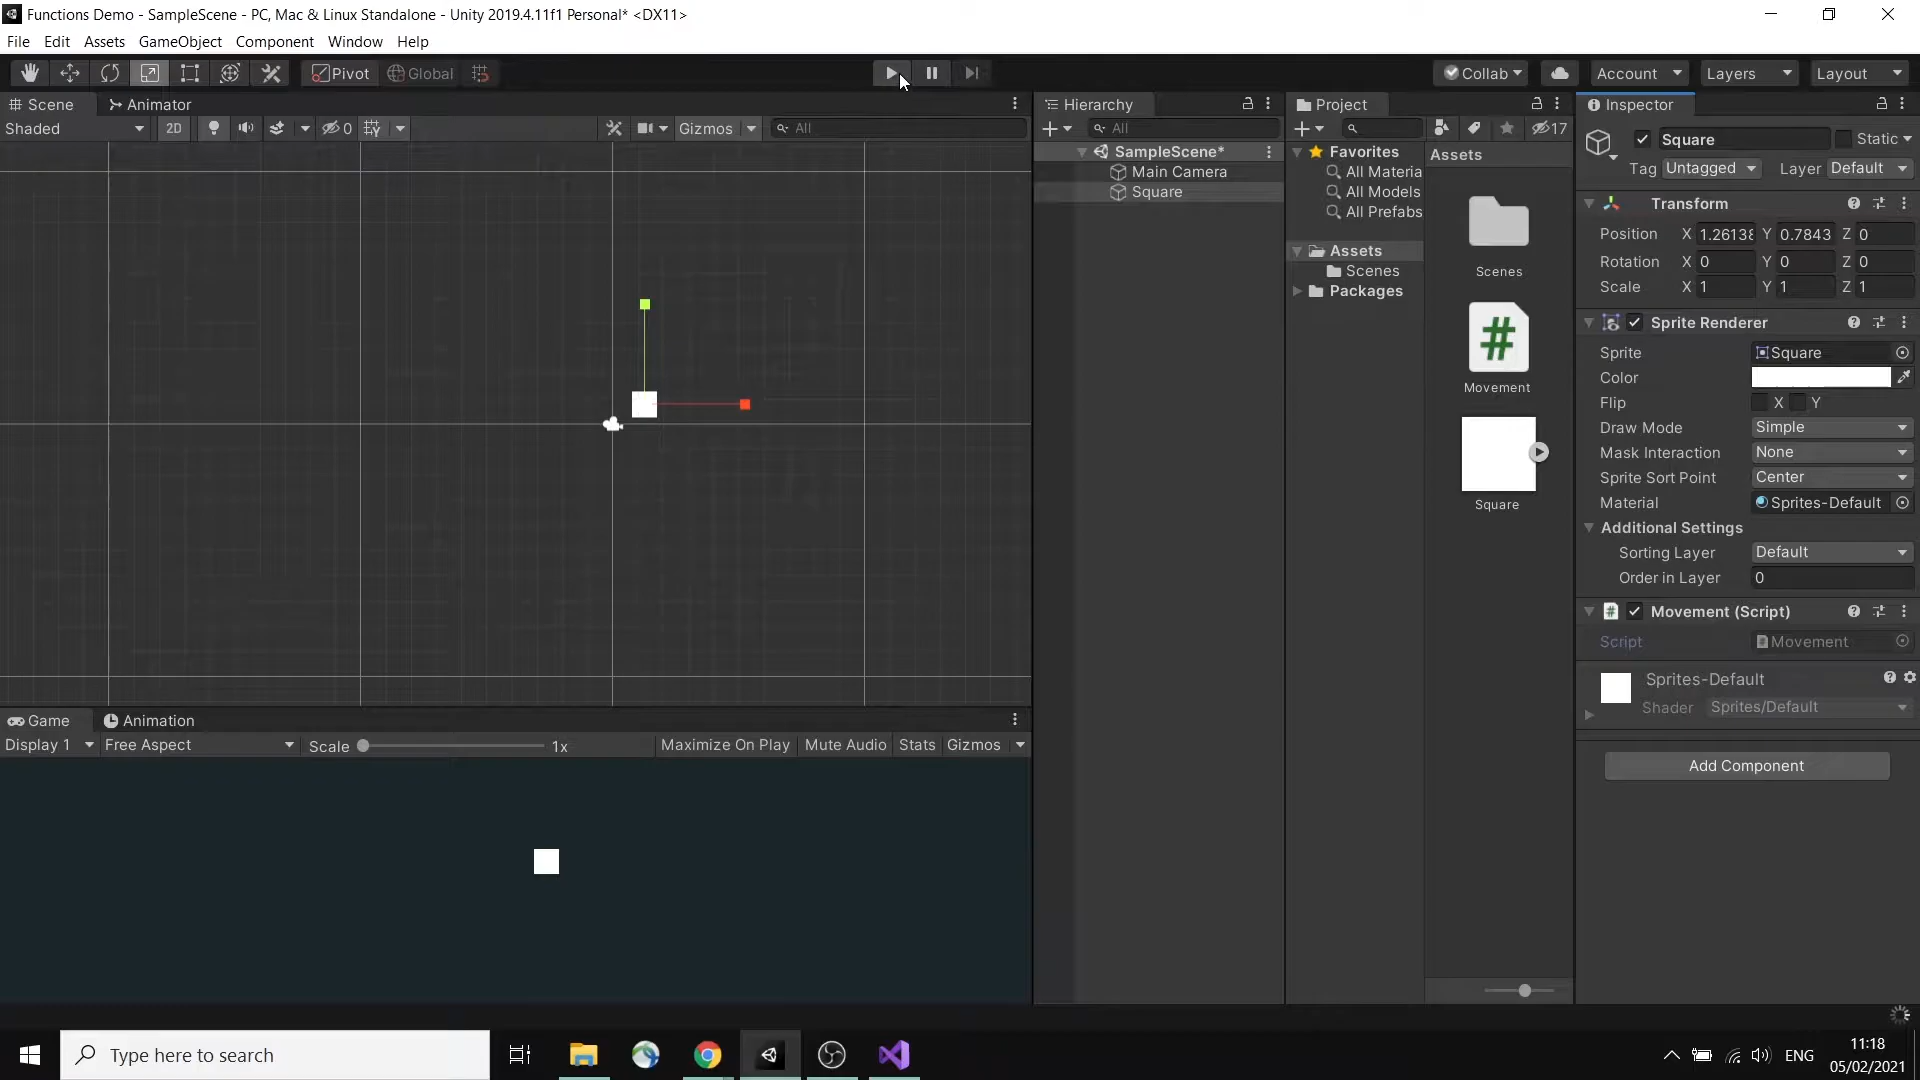 Functions Demo - SampleScene - PC, Mac & Linux Standalone - Unity 2019.4.11f1 Personal* <DX11>
File Edit Assets GameObject Component Window Help
Pivot Global Collab Account Layers Layout
Scene Animator
Shaded 2D 0 Gizmos All
Game Animation
Display 1 Free Aspect Scale 1x Maximize On Play Mute Audio Stats Gizmos
Hierarchy
All
SampleScene*
Main Camera
Square
Project
17
Favorites
All Materia
All Models
All Prefabs
Assets
Scenes
Packages
Assets
Scenes
#
Movement
Square
Inspector
Square Static
Tag Untagged Layer Default
Transform
Position X 1.26138 Y 0.7843 Z 0
Rotation X 0 Y 0 Z 0
Scale X 1 Y 1 Z 1
Sprite Renderer
Sprite Square
Color
Flip X Y
Draw Mode Simple
Mask Interaction None
Sprite Sort Point Center
Material Sprites-Default
Additional Settings
Sorting Layer Default
Order in Layer 0
# Movement (Script)
Script Movement
Sprites-Default
Shader Sprites/Default
Add Component
Type here to search
ENG
11:18
05/02/2021